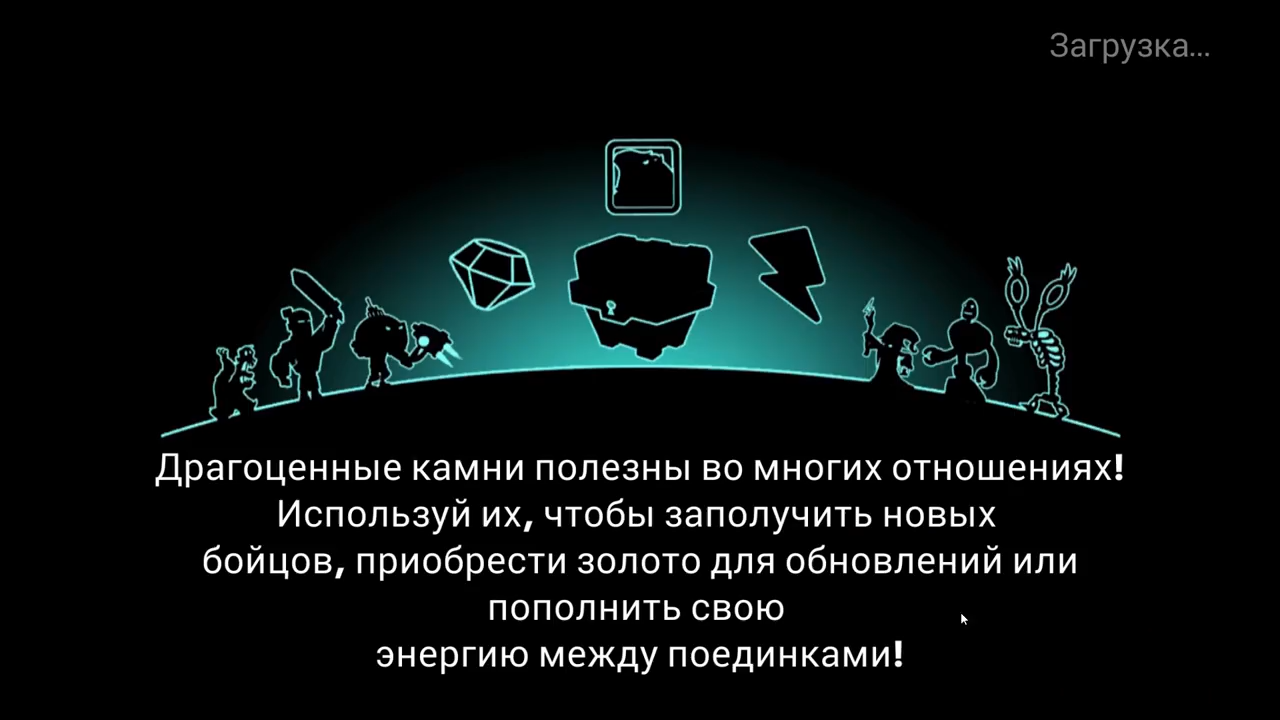 Загрузка...
Драгоценные камни полезны во многих отношениях!
Используй их, чтобы заполучить новых
бойцов, приобрести золото для обновлений или
пополнить свою
энергию между поединками!